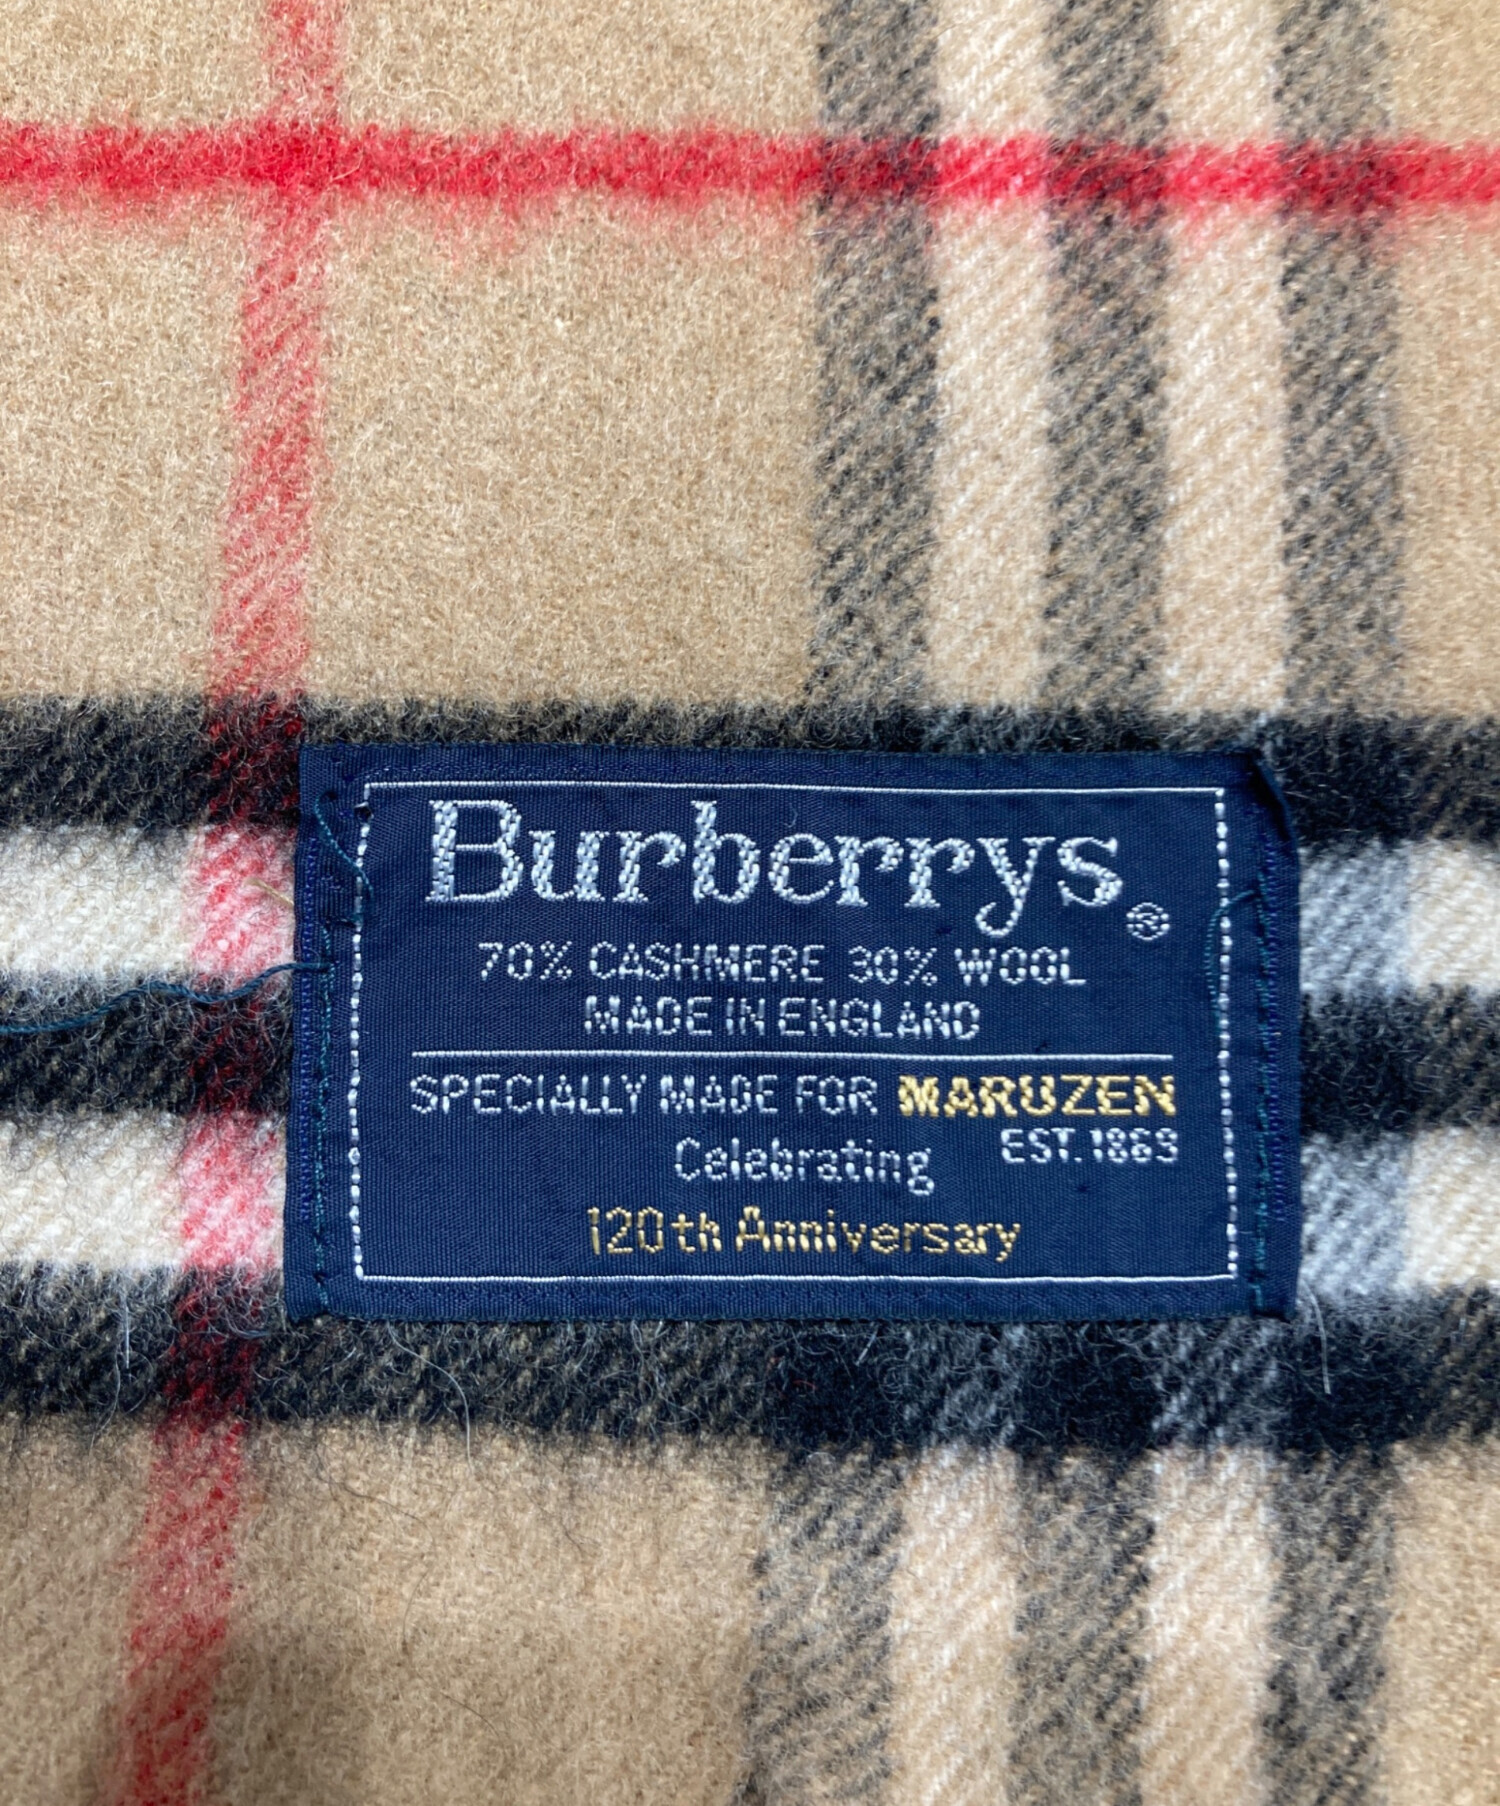 Burberrys®
70% CASHMERE 30% WOOL
MADE IN ENGLAND
SPECIALLY MADE FOR MARUZEN
EST. 1869
Celebrating
120th Anniversary